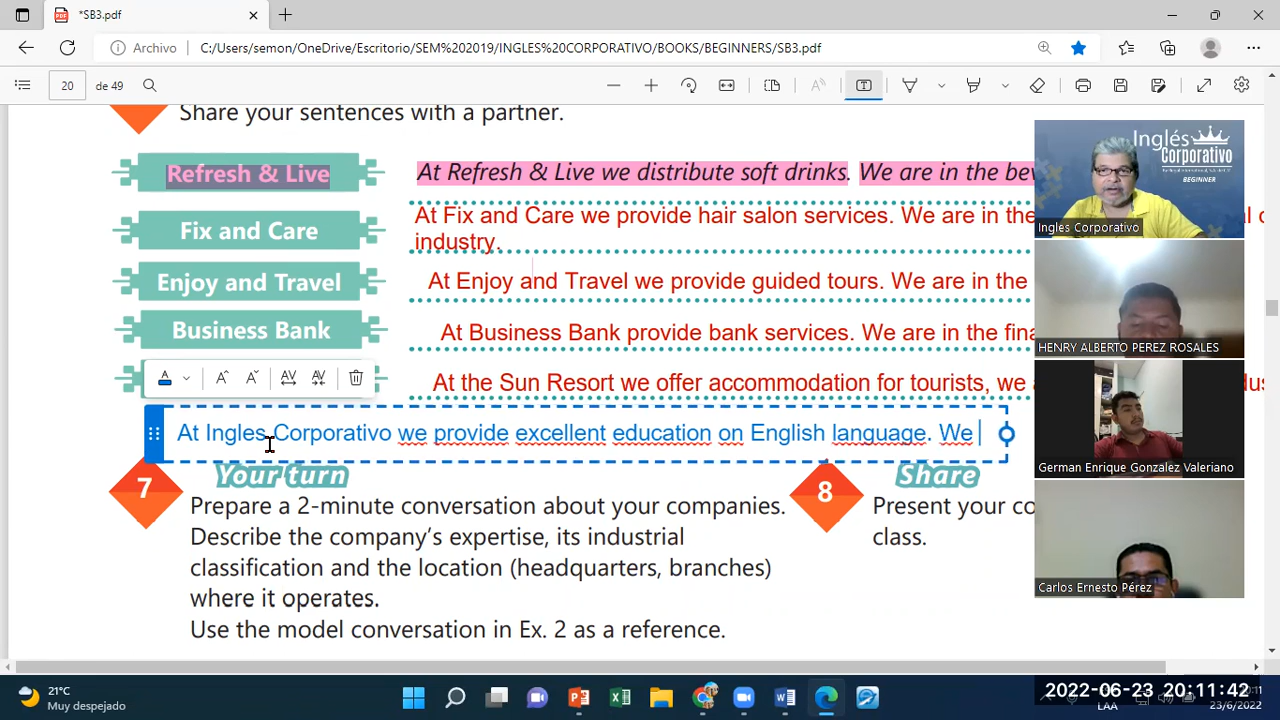 *SB3.pdf
Archivo C:/Users/semon/OneDrive/Escritorio/SEM%202019/INGLES%20CORPORATIVO/BOOKS/BEGINNERS/SB3.pdf
20 de 49
Share your sentences with a partner.
Refresh & Live At Refresh & Live we distribute soft drinks. We are in the bev
Fix and Care At Fix and Care we provide hair salon services. We are in the
industry.
Enjoy and Travel At Enjoy and Travel we provide guided tours. We are in the
Business Bank At Business Bank provide bank services. We are in the fina
At the Sun Resort we offer accommodation for tourists, we a
At Ingles Corporativo we provide excellent education on English language. We
7 Your turn
Prepare a 2-minute conversation about your companies.
Describe the company's expertise, its industrial
classification and the location (headquarters, branches)
where it operates.
Use the model conversation in Ex. 2 as a reference.
8 Share
Present your co
class.
Inglés
Corporativo
BEGINNER
Inglés Corporativo
HENRY ALBERTO PEREZ ROSALES
German Enrique Gonzalez Valeriano
Carlos Ernesto Pérez
21°C
Muy despejado
LAA
2022-06-23 20:11:42
23/6/2022